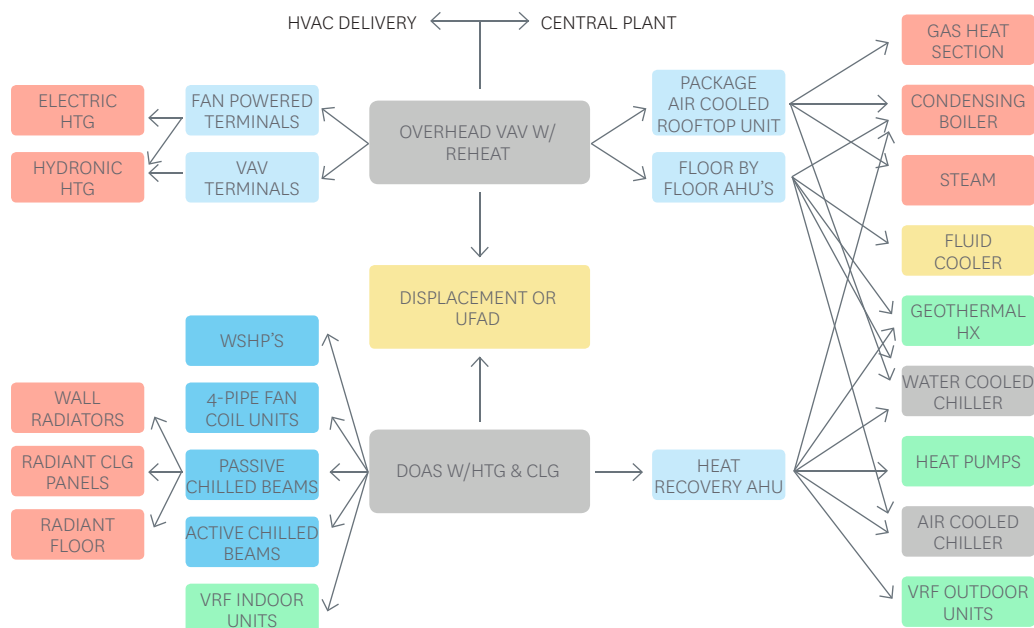 HVAC DELIVERY
CENTRAL PLANT
ELECTRIC
HTG
HYDRONIC
HTG
FAN POWERED
TERMINALS
VAV
TERMINALS
OVERHEAD VAV W/
REHEAT
PACKAGE
AIR COOLED
ROOFTOP UNIT
FLOOR BY
FLOOR AHU'S
GAS HEAT
SECTION
CONDENSING
BOILER
STEAM
FLUID
COOLER
GEOTHERMAL
HX
WATER COOLED
CHILLER
HEAT PUMPS
AIR COOLED
CHILLER
VRF OUTDOOR
UNITS
DISPLACEMENT OR
UFAD
WALL
RADIATORS
RADIANT CLG
PANELS
RADIANT
FLOOR
WSHP'S
4-PIPE FAN
COIL UNITS
PASSIVE
CHILLED BEAMS
ACTIVE CHILLED
BEAMS
VRF INDOOR
UNITS
DOAS W/HTG & CLG
HEAT
RECOVERY AHU